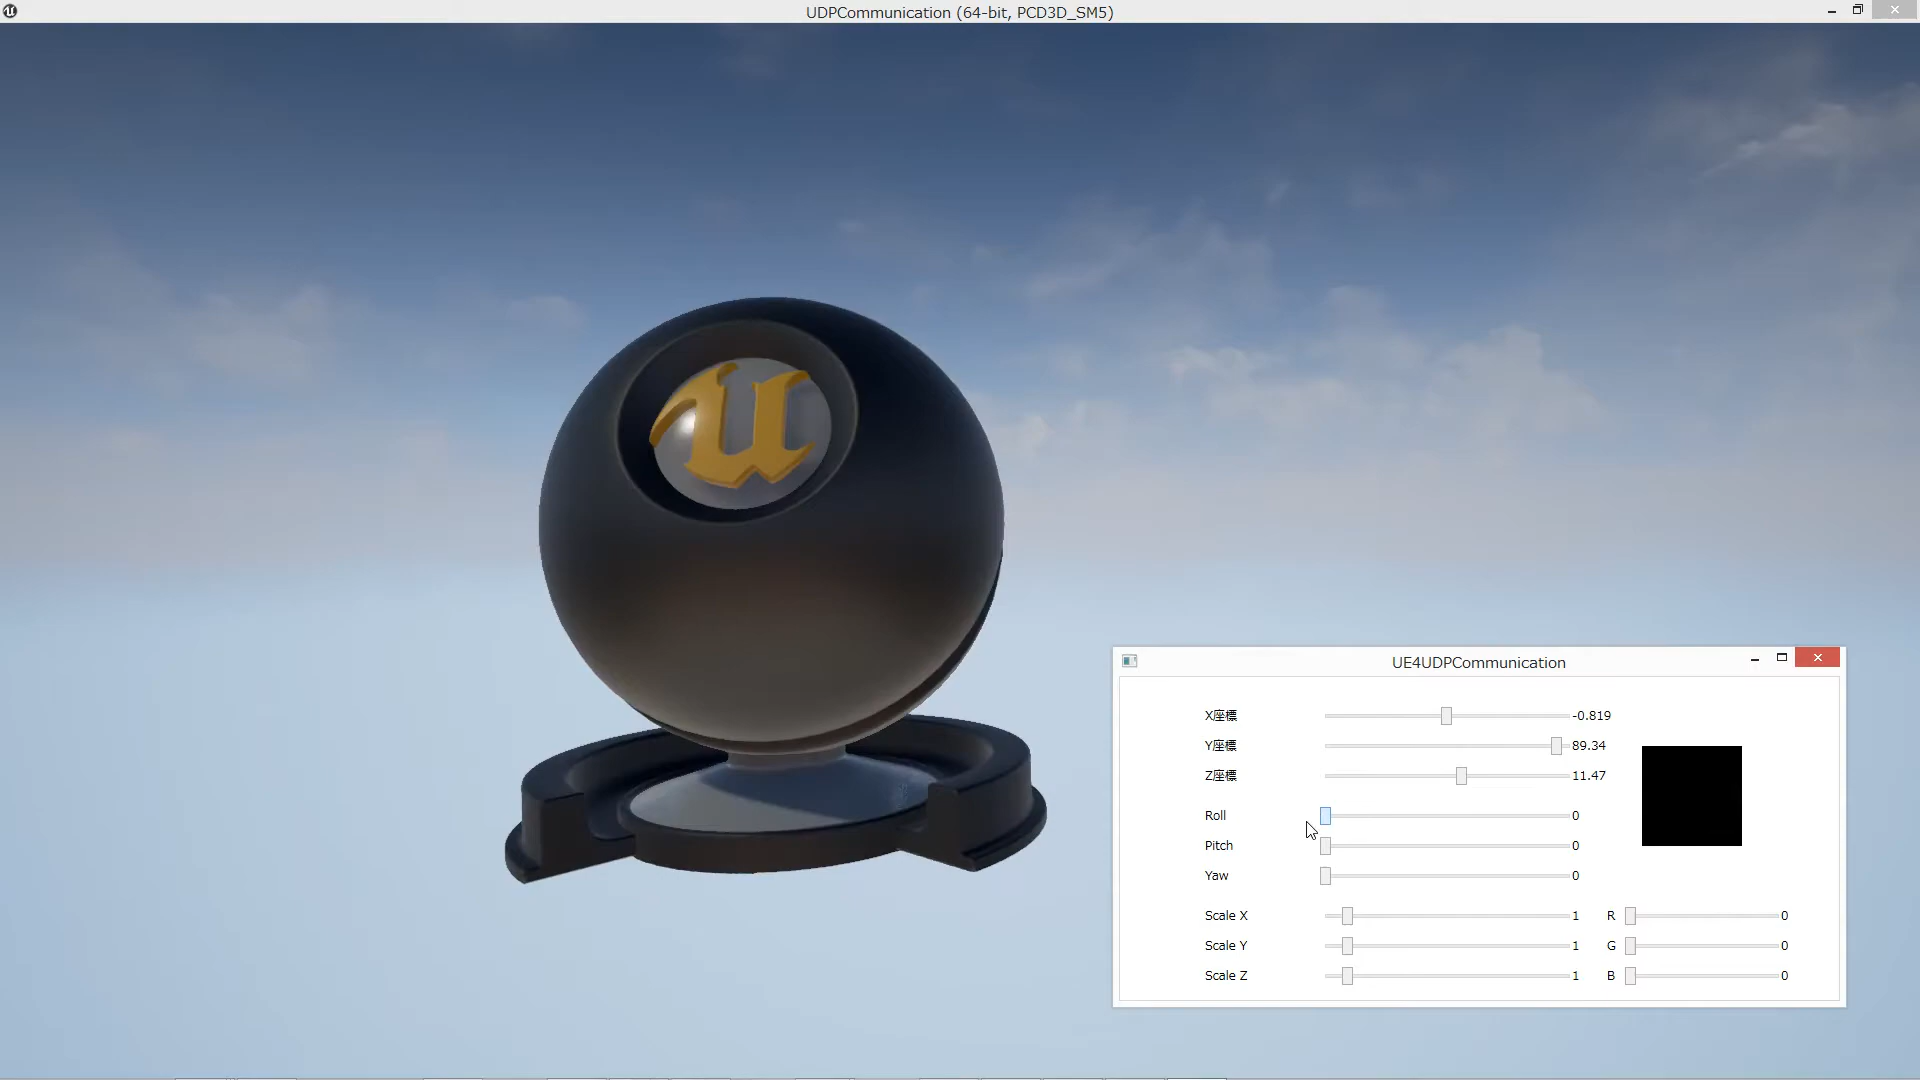 UDPCommunication (64-bit, PCD3D_SM5)
UE4UDPCommunication
X座標 -0.819
Y座標 89.34
Z座標 11.47
Roll 0
Pitch 0
Yaw 0
Scale X 1 R 0
Scale Y 1 G 0
Scale Z 1 B 0